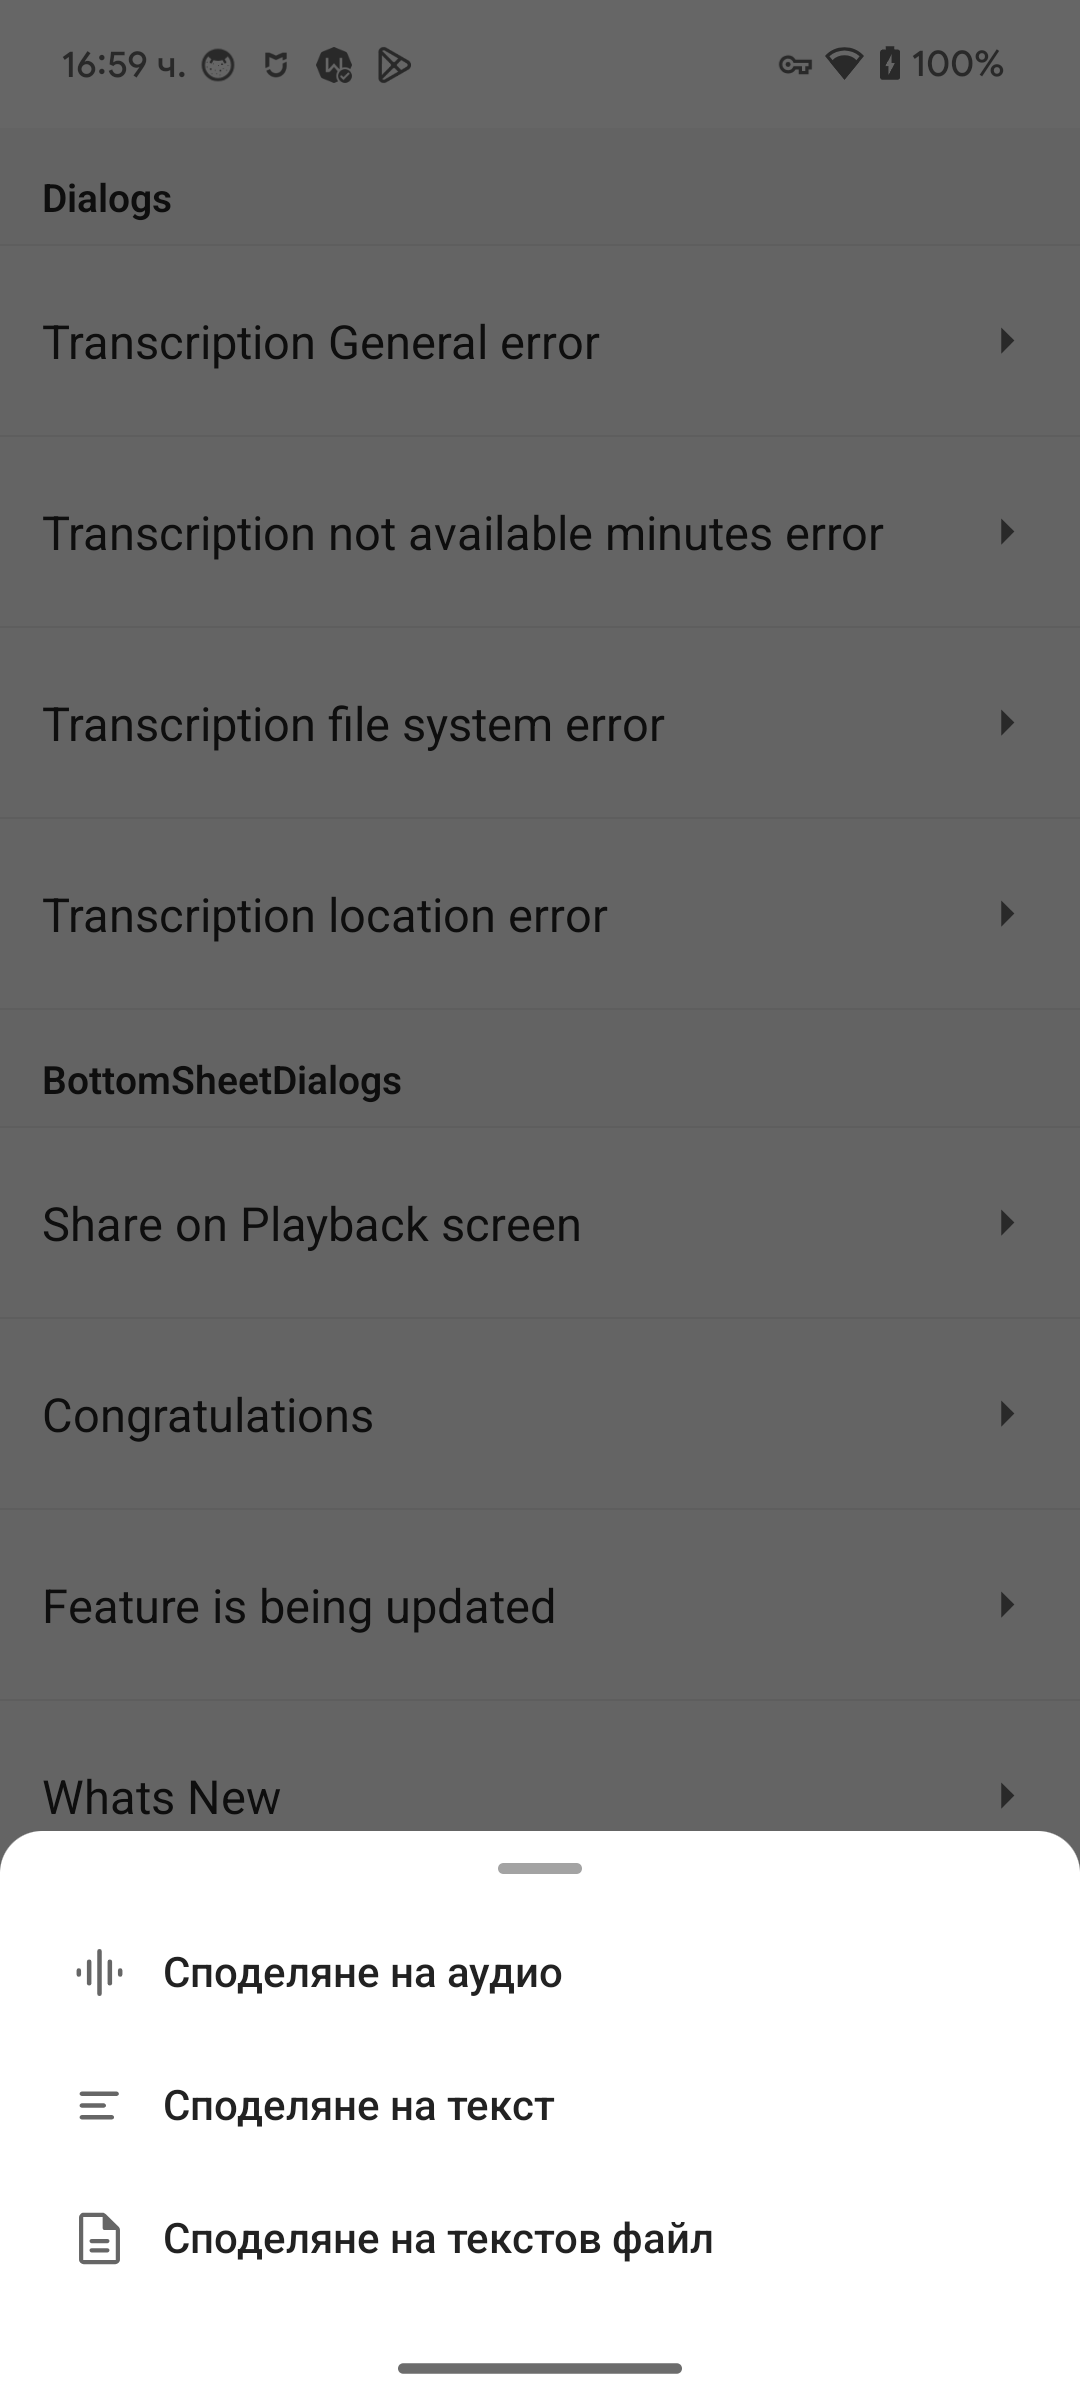 16:59 ч. 100%
Dialogs
Transcription General error
Transcription not available minutes error
Transcription file system error
Transcription location error
BottomSheetDialogs
Share on Playback screen
Congratulations
Feature is being updated
Whats New
Споделяне на аудио
Споделяне на текст
Споделяне на текстов файл